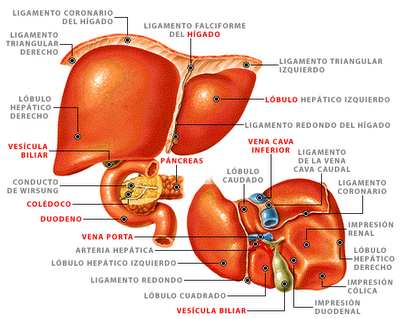 LIGAMENTO CORONARIO
DEL HÍGADO
LIGAMENTO FALCIFORME
DEL HÍGADO
LIGAMENTO
TRIANGULAR
DERECHO
LIGAMENTO TRIANGULAR
IZQUIERDO
LÓBULO
HEPÁTICO
DERECHO
LÓBULO HEPÁTICO IZQUIERDO
LIGAMENTO REDONDO DEL HÍGADO
VESÍCULA
BILIAR
PÁNCREAS
VENA CAVA
INFERIOR
LIGAMENTO
DE LA VENA
CAVA CAUDAL
LÓBULO
CAUDADO
LIGAMENTO
CORONARIO
CONDUCTO
DE WIRSUNG
COLÉDOCO
DUODENO
VENA PORTA
ARTERIA HEPÁTICA
LÓBULO HEPÁTICO IZQUIERDO
LIGAMENTO REDONDO
LÓBULO CUADRADO
VESÍCULA BILIAR
IMPRESIÓN
RENAL
LÓBULO
HEPÁTICO
DERECHO
IMPRESIÓN
CÓLICA
IMPRESIÓN
DUODENAL